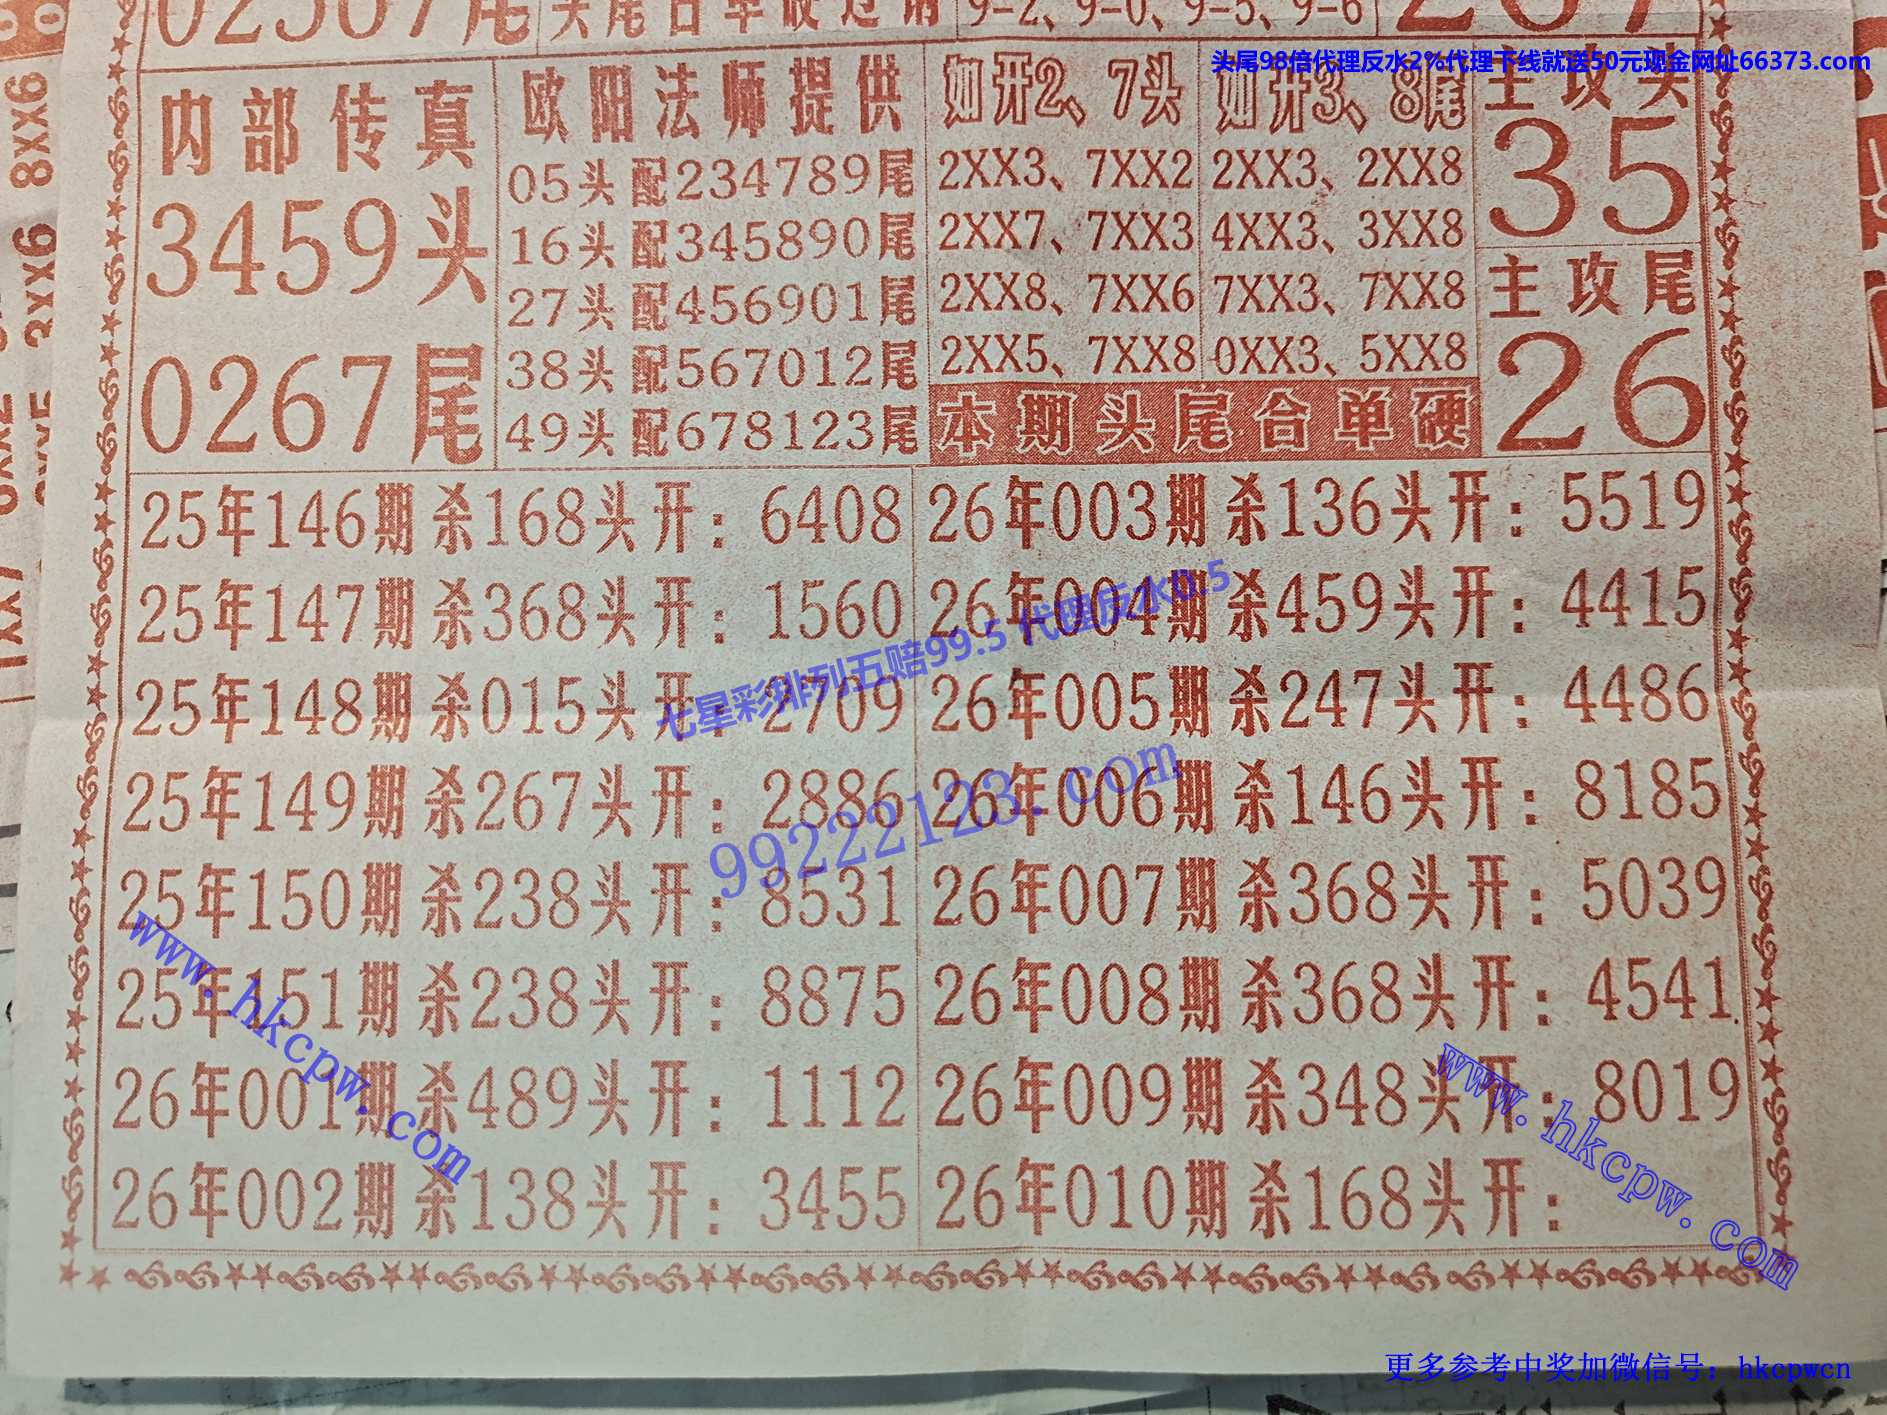 9-2、9-0、9-5、9-6
头尾98倍代理反水2%代理下线就送50元现金网址66373.com
内部传真
3459头
0267尾
欧阳法师提供
05头配234789尾
16头配345890尾
27头配456901尾
38头配567012尾
49头配678123尾
如开2、7头
2XX3、7XX2
2XX7、7XX3
2XX8、7XX6
2XX5、7XX8
如开3、8尾
2XX3、2XX8
4XX3、3XX8
7XX3、7XX8
0XX3、5XX8
本期头尾合单硬
主攻头
35
主攻尾
26
25年146期杀168头开：6408
25年147期杀368头开：1560
25年148期杀015头开：2709
25年149期杀267头开：2886
25年150期杀238头开：8531
25年151期杀238头开：8875
26年001期杀489头开：1112
26年002期杀138头开：3455
26年003期杀136头开：5519
26年004期杀459头开：4415
26年005期杀247头开：4486
26年006期杀146头开：8185
26年007期杀368头开：5039
26年008期杀368头开：4541
26年009期杀348头开：8019
26年010期杀168头开：
七星彩排列五赔99.5 代理反水0.5
99222123.com
www.hkcpw.com
www.hkcpw.com
更多参考中奖加微信号：hkcpwcn
8XX6
3XX6